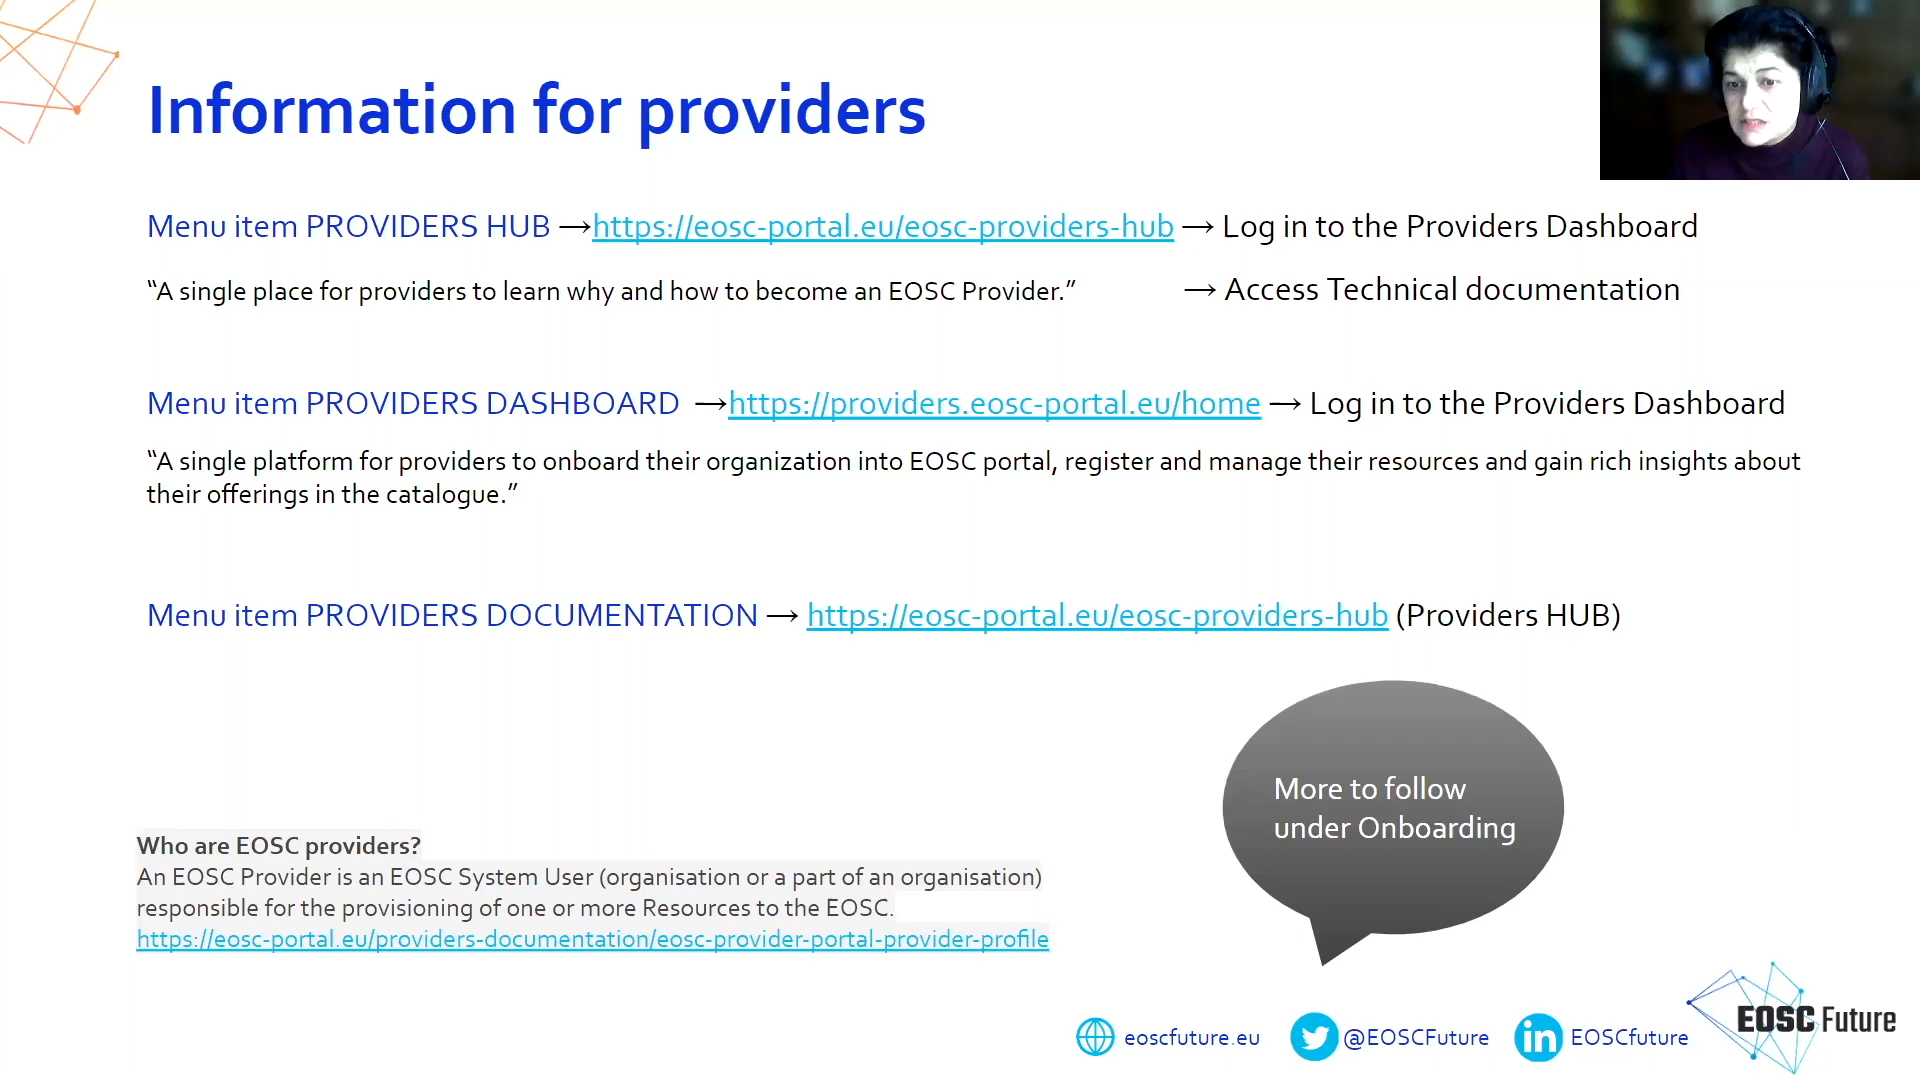 Information for providers
Menu item PROVIDERS HUB →https://eosc-portal.eu/eosc-providers-hub → Log in to the Providers Dashboard
“A single place for providers to learn why and how to become an EOSC Provider.” → Access Technical documentation
Menu item PROVIDERS DASHBOARD →https://providers.eosc-portal.eu/home → Log in to the Providers Dashboard
“A single platform for providers to onboard their organization into EOSC portal, register and manage their resources and gain rich insights about
their offerings in the catalogue.”
Menu item PROVIDERS DOCUMENTATION → https://eosc-portal.eu/eosc-providers-hub (Providers HUB)
More to follow
under Onboarding
Who are EOSC providers?
An EOSC Provider is an EOSC System User (organisation or a part of an organisation)
responsible for the provisioning of one or more Resources to the EOSC.
https://eosc-portal.eu/providers-documentation/eosc-provider-portal-provider-profile
eoscfuture.eu @EOSCFuture in EOSCfuture
EOSC Future